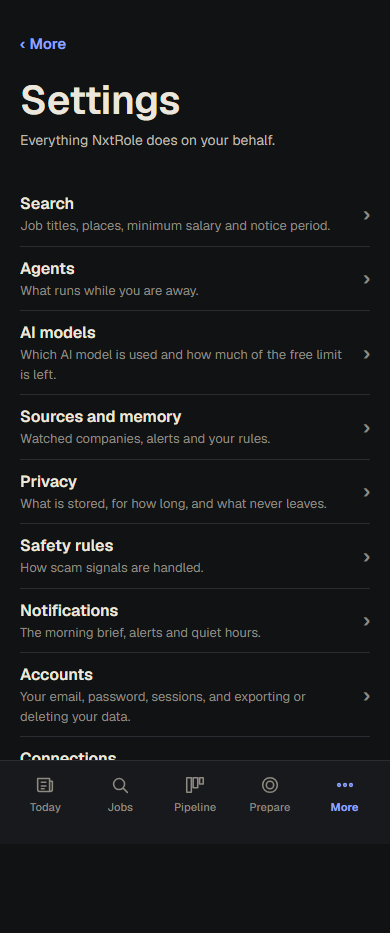 ‹ More
Settings
Everything NxtRole does on your behalf.
Search
Job titles, places, minimum salary and notice period.
Agents
What runs while you are away.
AI models
Which AI model is used and how much of the free limit
is left.
Sources and memory
Watched companies, alerts and your rules.
Privacy
What is stored, for how long, and what never leaves.
Safety rules
How scam signals are handled.
Notifications
The morning brief, alerts and quiet hours.
Accounts
Your email, password, sessions, and exporting or
deleting your data.
Connections
Today
Jobs
Pipeline
Prepare
More